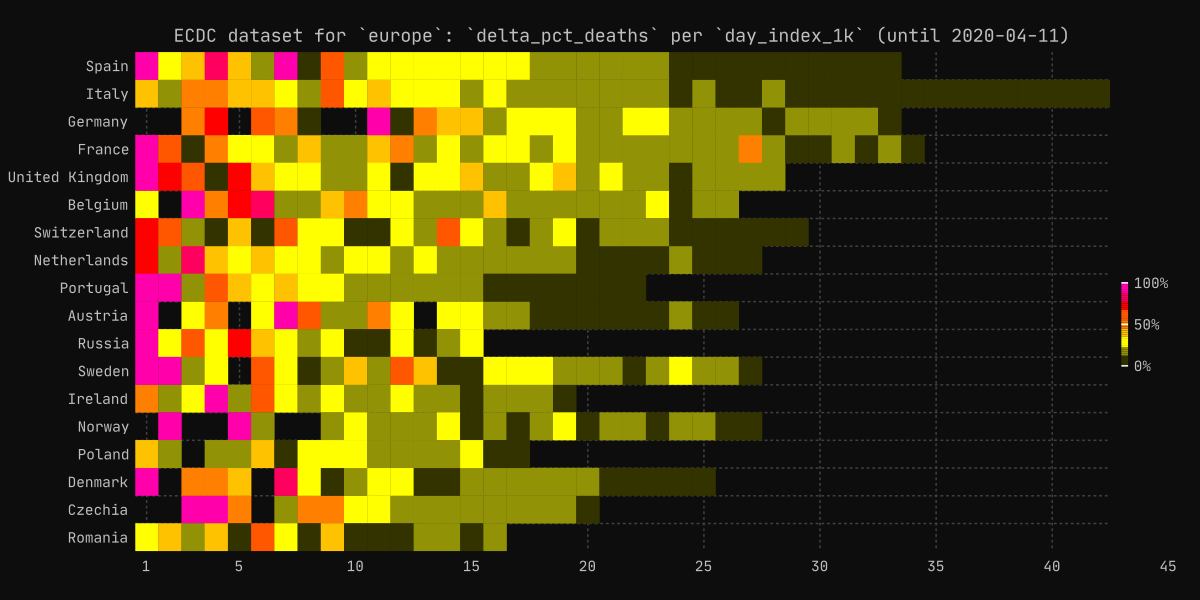 ECDC dataset for `europe`: `delta_pct_deaths` per `day_index_1k` (until 2020-04-11)
Spain
Italy
Germany
France
United Kingdom
Belgium
Switzerland
Netherlands
Portugal
Austria
Russia
Sweden
Ireland
Norway
Poland
Denmark
Czechia
Romania
100%
50%
0%
1 5 10 15 20 25 30 35 40 45